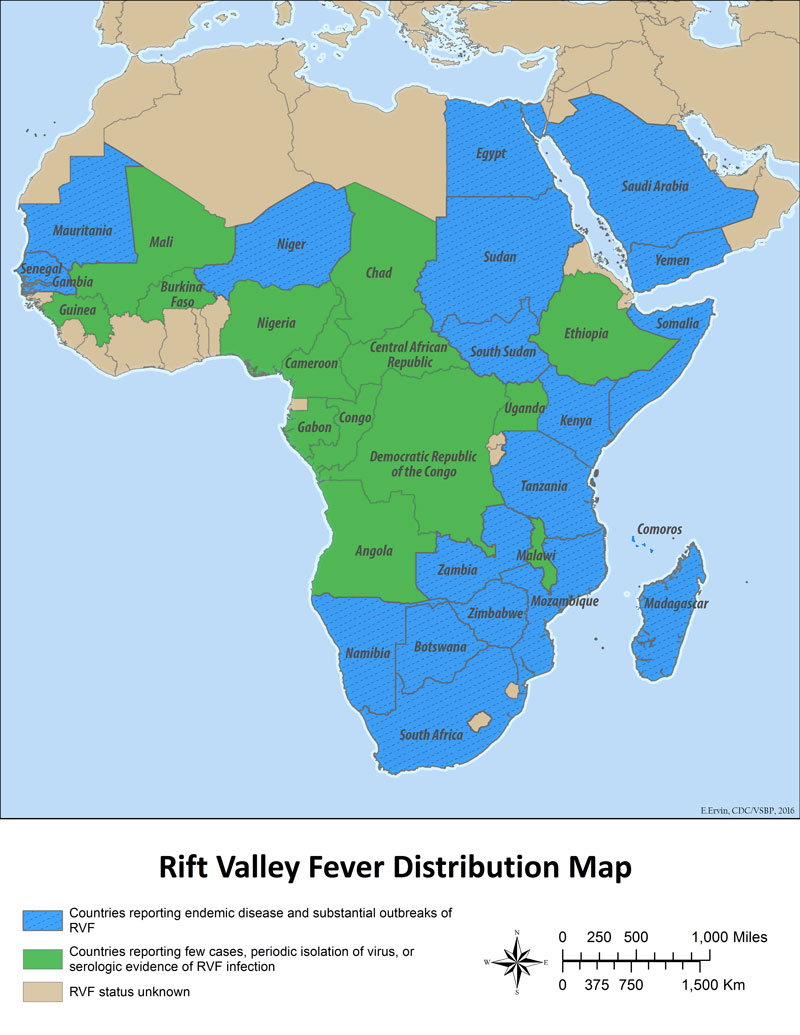 Egypt
Saudi Arabia
Mauritania
Mali
Niger
Chad
Sudan
Yemen
Senegal
Gambia
Burkina
Faso
Guinea
Nigeria
Somalia
Ethiopia
South Sudan
Central African
Republic
Cameroon
Uganda
Kenya
Gabon
Congo
Democratic Republic
of the Congo
Tanzania
Comoros
Angola
Malawi
Zambia
Mozambique
Madagascar
Zimbabwe
Namibia
Botswana
South Africa
E.Ervin, CDC/VSBP, 2016
Rift Valley Fever Distribution Map
Countries reporting endemic disease and substantial outbreaks of
RVF
Countries reporting few cases, periodic isolation of virus, or
serologic evidence of RVF infection
RVF status unknown
N
W E
S
0 250 500 1,000 Miles
0 375 750 1,500 Km